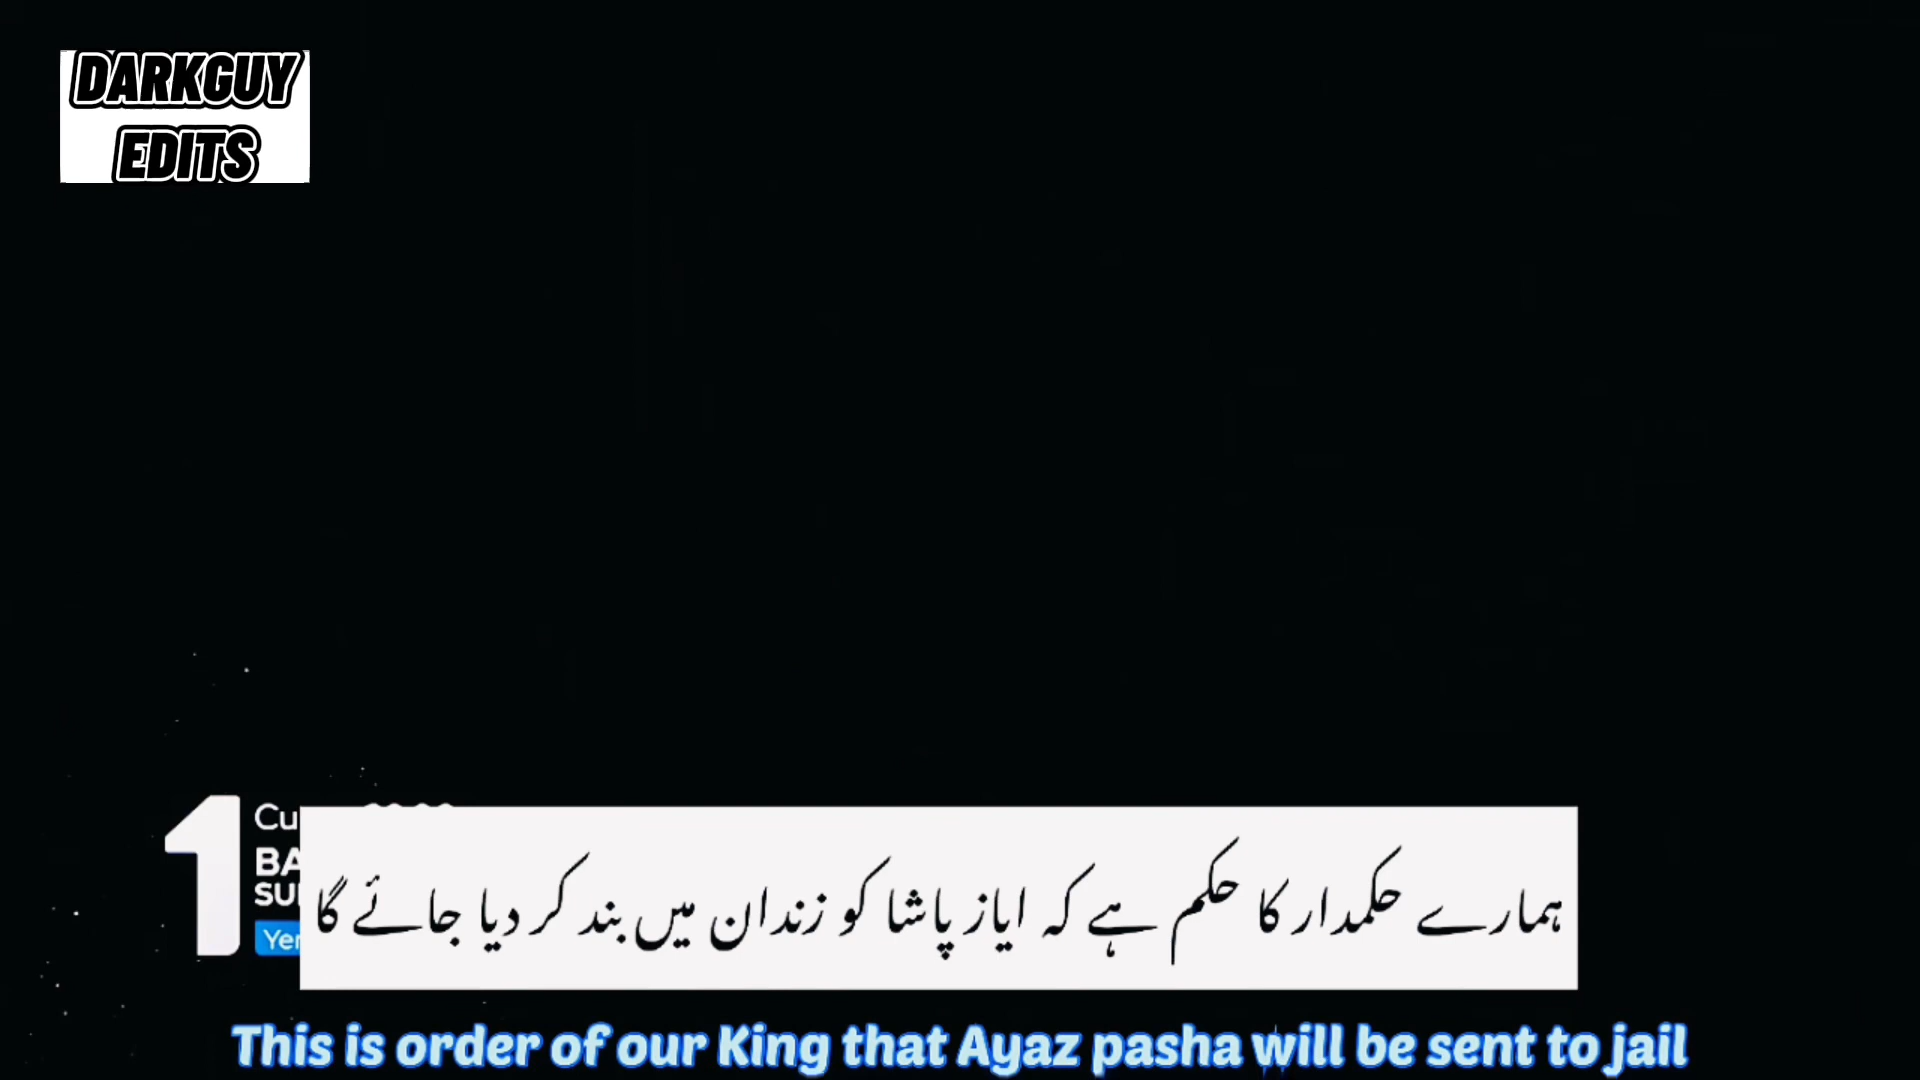 DARKGUY
EDITS
1
ہمارے حکمدار کا حکم ہے کہ ایاز پاشا کو زندان میں بند کر دیا جائے گا
This is order of our King that Ayaz pasha will be sent to jail